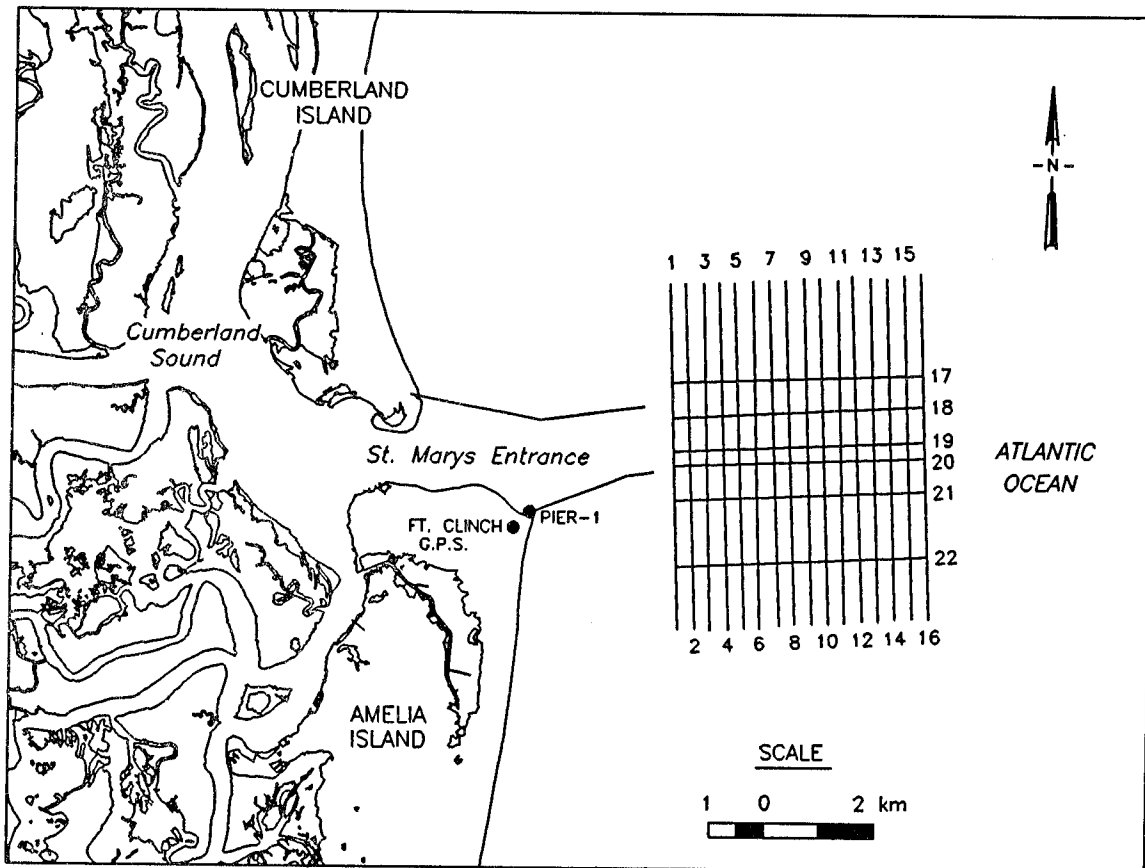 CUMBERLAND
ISLAND
-N-
1 3 5 7 9 11 13 15
Cumberland
Sound
17
18
19
20
21
22
St. Marys Entrance
ATLANTIC
OCEAN
PIER-1
FT. CLINCH
G.P.S.
2 4 6 8 10 12 14 16
AMELIA
ISLAND
SCALE
1 0 2 km